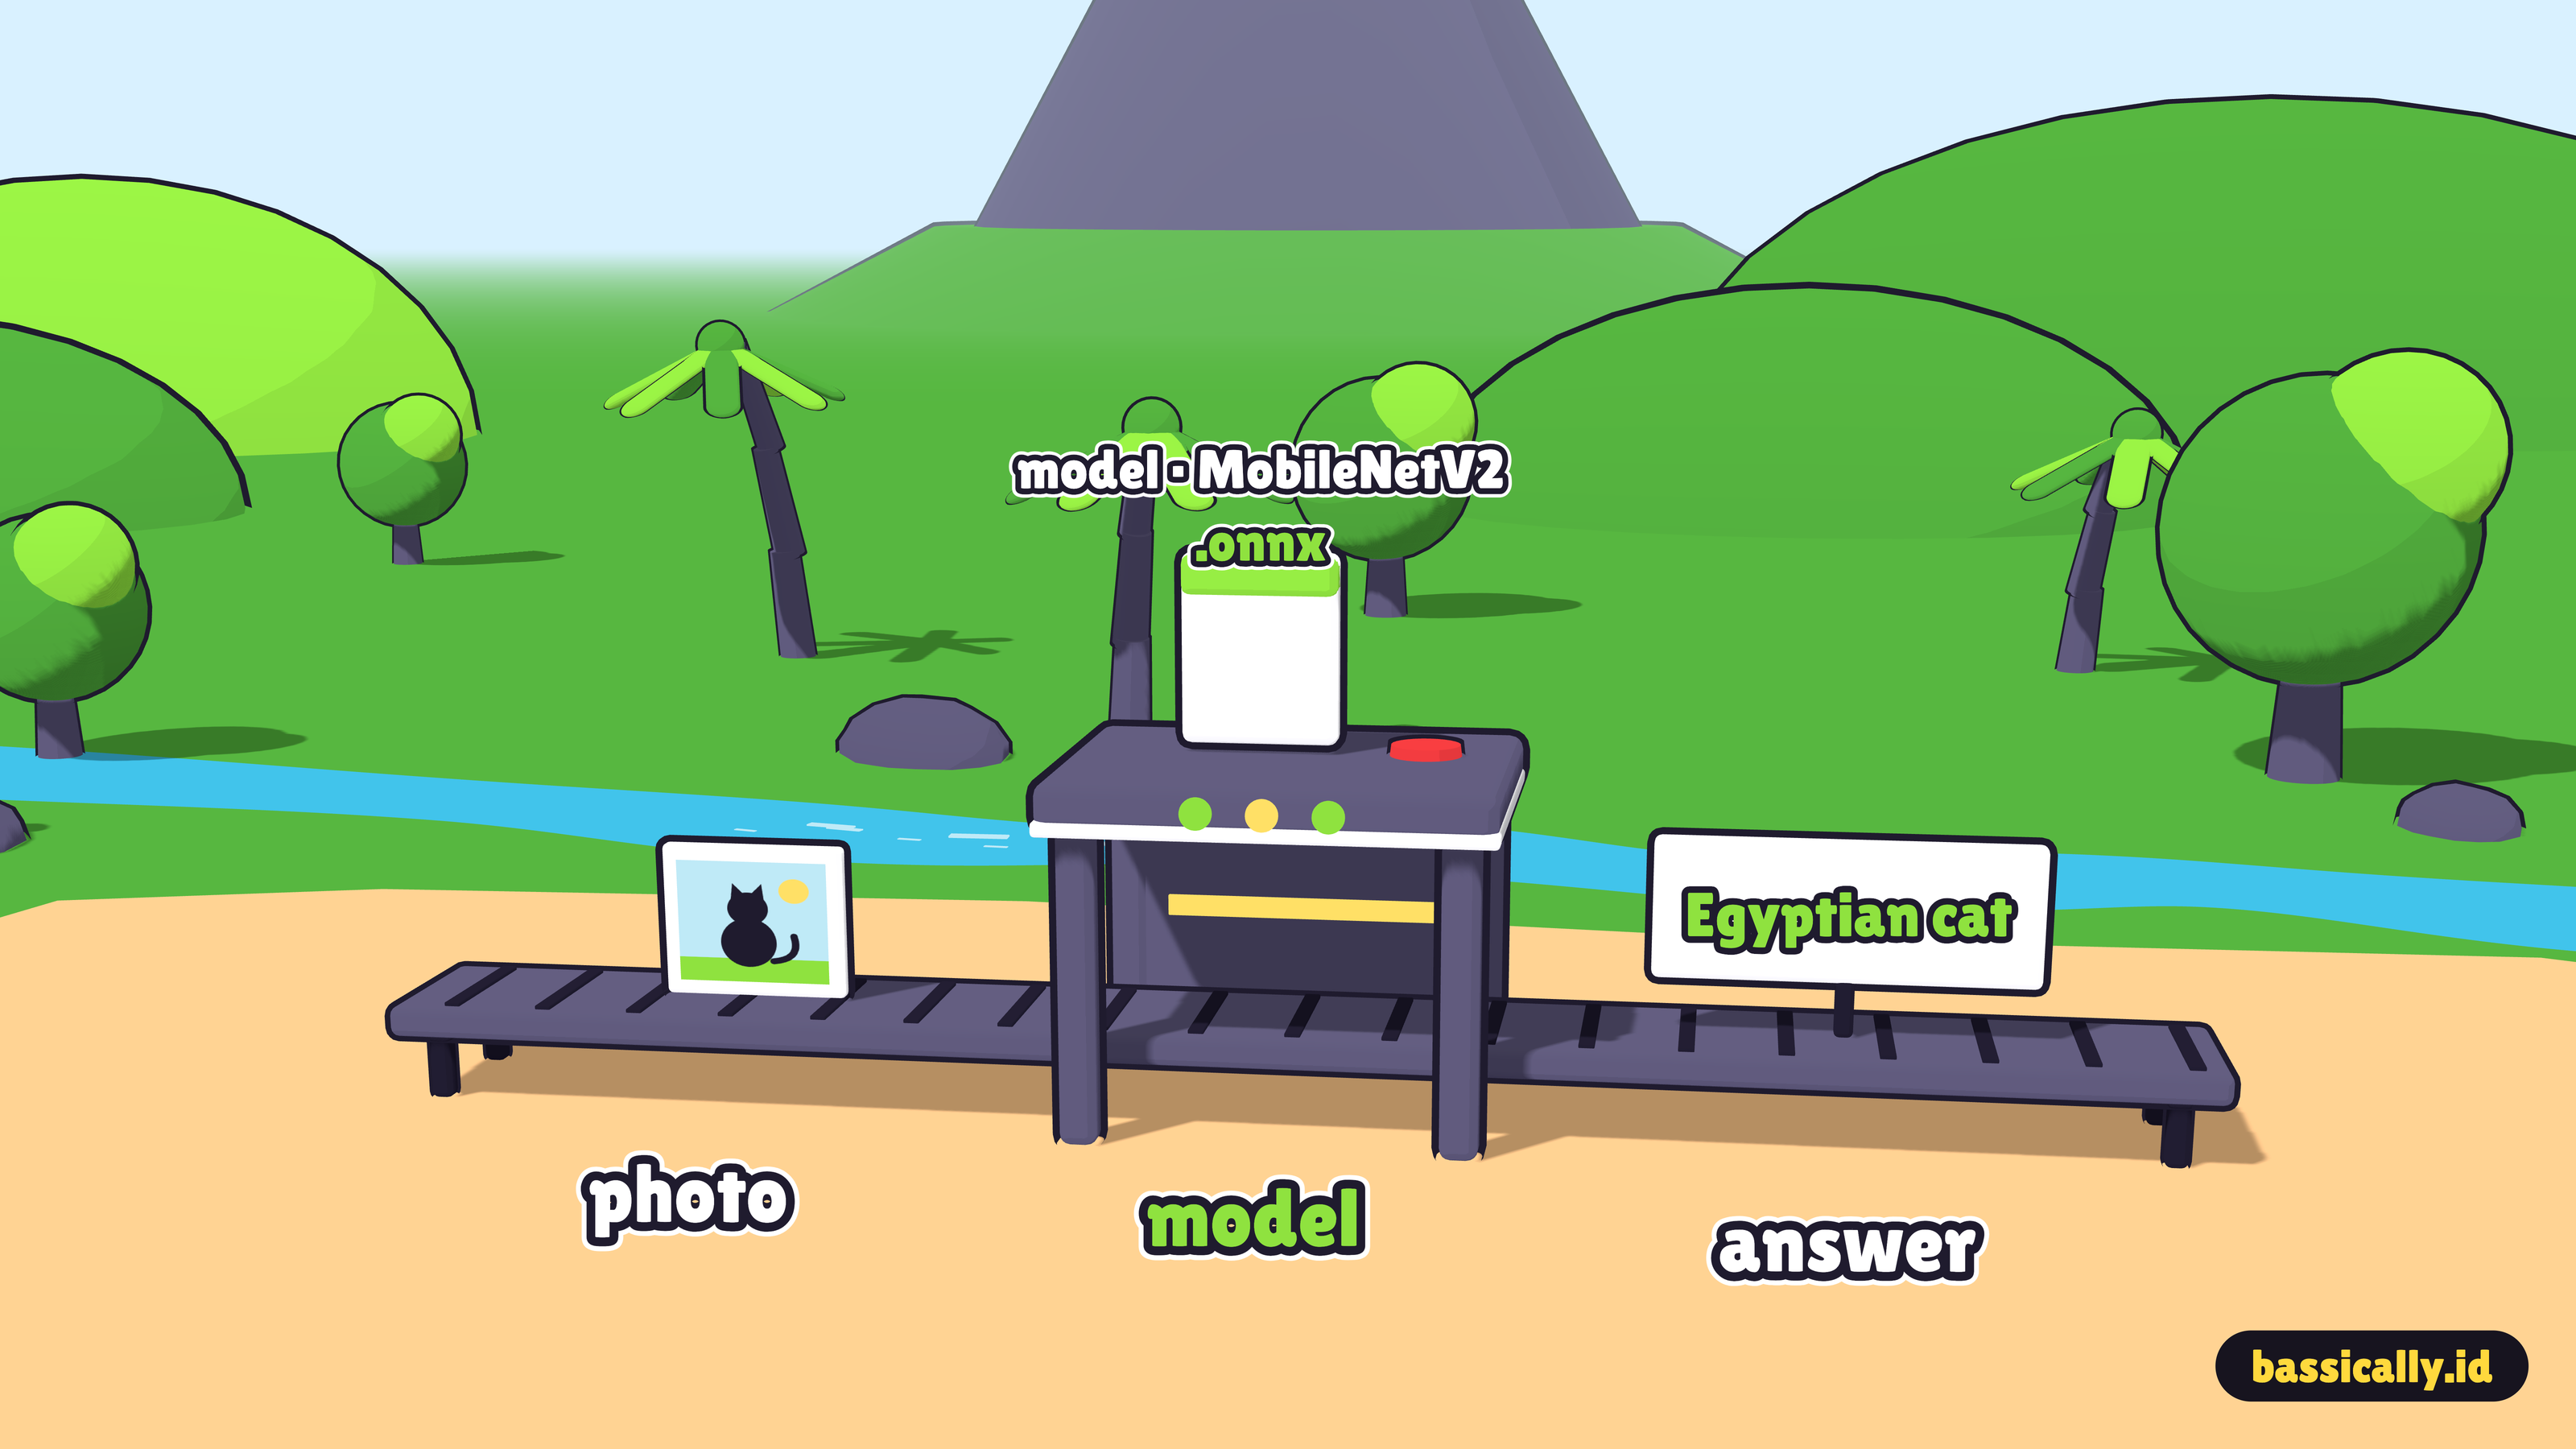 model · MobileNetV2
.onnx
Egyptian cat
photo
model
answer
bassically.id